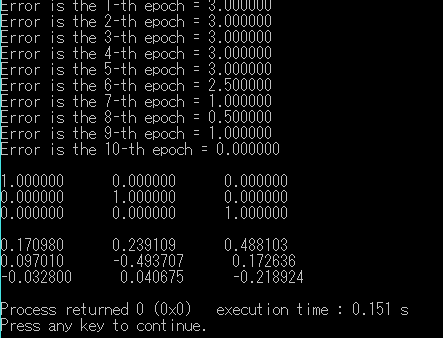 Error is the 1-th epoch = 3.000000
Error is the 2-th epoch = 3.000000
Error is the 3-th epoch = 3.000000
Error is the 4-th epoch = 3.000000
Error is the 5-th epoch = 3.000000
Error is the 6-th epoch = 2.500000
Error is the 7-th epoch = 1.000000
Error is the 8-th epoch = 0.500000
Error is the 9-th epoch = 1.000000
Error is the 10-th epoch = 0.000000
1.000000 0.000000 0.000000
0.000000 1.000000 0.000000
0.000000 0.000000 1.000000
0.170980 0.239109 0.488103
0.097010 -0.493707 0.172636
-0.032800 0.040675 -0.218924
Process returned 0 (0x0) execution time : 0.151 s
Press any key to continue.